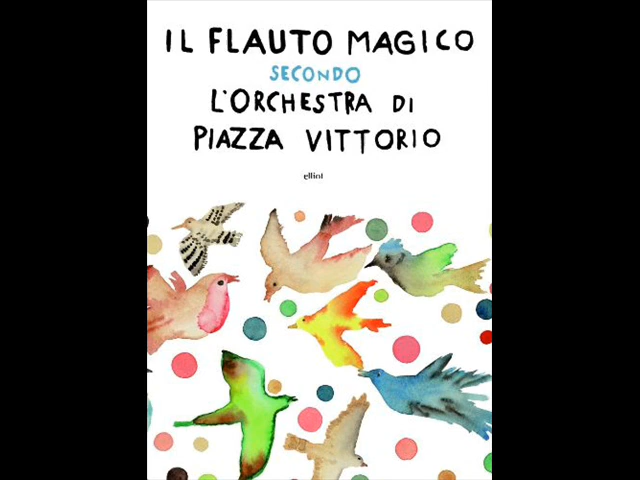 IL FLAUTO MAGICO
SECONDO
L'ORCHESTRA DI
PIAZZA VITTORIO
elliot